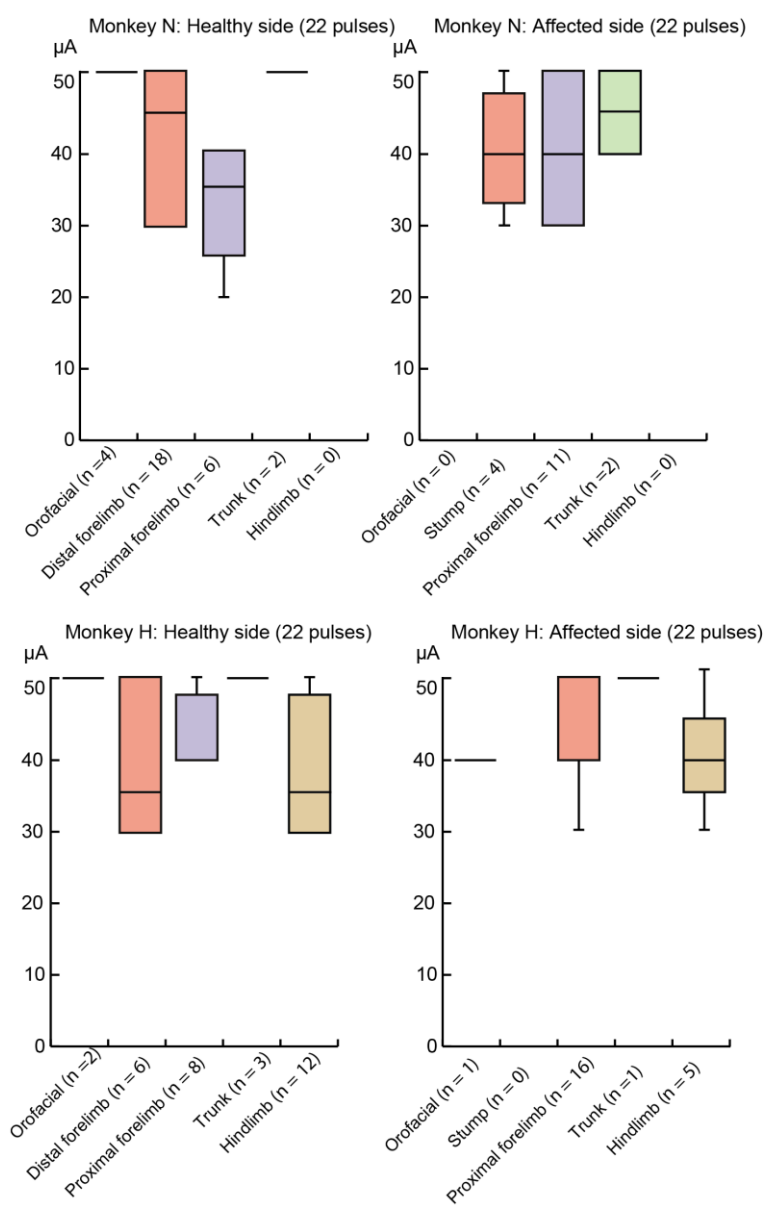 Monkey N: Healthy side (22 pulses)
µA
50
40
30
20
10
0
Orofacial (n =4)
Distal forelimb (n = 18)
Proximal forelimb (n = 6)
Trunk (n = 2)
Hindlimb (n = 0)
Monkey N: Affected side (22 pulses)
µA
50
40
30
20
10
0
Orofacial (n = 0)
Stump (n = 4)
Proximal forelimb (n = 11)
Trunk (n =2)
Hindlimb (n = 0)
Monkey H: Healthy side (22 pulses)
µA
50
40
30
20
10
0
Orofacial (n =2)
Distal forelimb (n = 6)
Proximal forelimb (n = 8)
Trunk (n = 3)
Hindlimb (n = 12)
Monkey H: Affected side (22 pulses)
µA
50
40
30
20
10
0
Orofacial (n = 1)
Stump (n = 0)
Proximal forelimb (n = 16)
Trunk (n =1)
Hindlimb (n = 5)